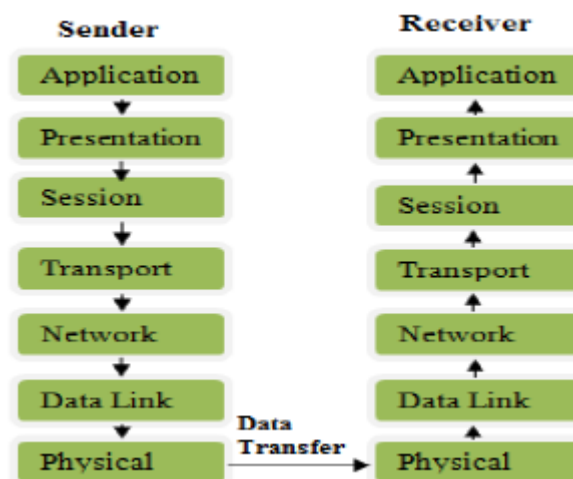 Sender
Application
Presentation
Session
Transport
Network
Data Link
Physical
Data
Transfer
Receiver
Application
Presentation
Session
Transport
Network
Data Link
Physical